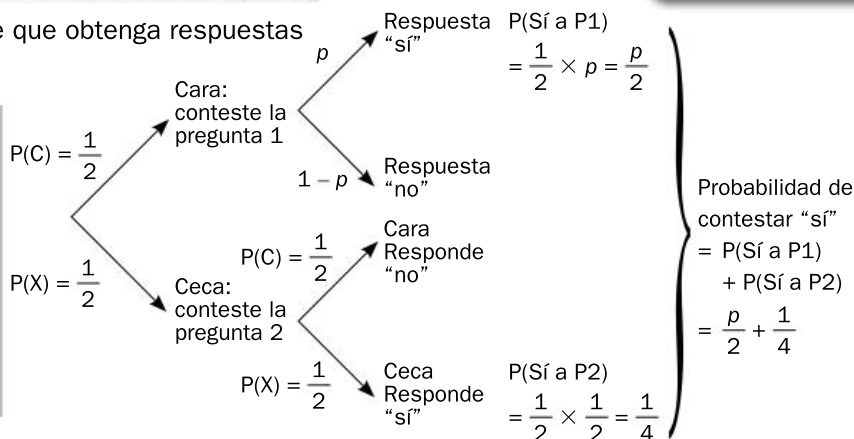 que obtenga respuestas
P(C) = 1/2
P(X) = 1/2
Cara:
conteste la
pregunta 1
Ceca:
conteste la
pregunta 2
p
1 – p
P(C) = 1/2
P(X) = 1/2
Respuesta
“sí”
Respuesta
“no”
Cara
Responde
“no”
Ceca
Responde
“sí”
P(Sí a P1)
= 1/2 × p = p/2
P(Sí a P2)
= 1/2 × 1/2 = 1/4
Probabilidad de
contestar “sí”
= P(Sí a P1)
+ P(Sí a P2)
= p/2 + 1/4